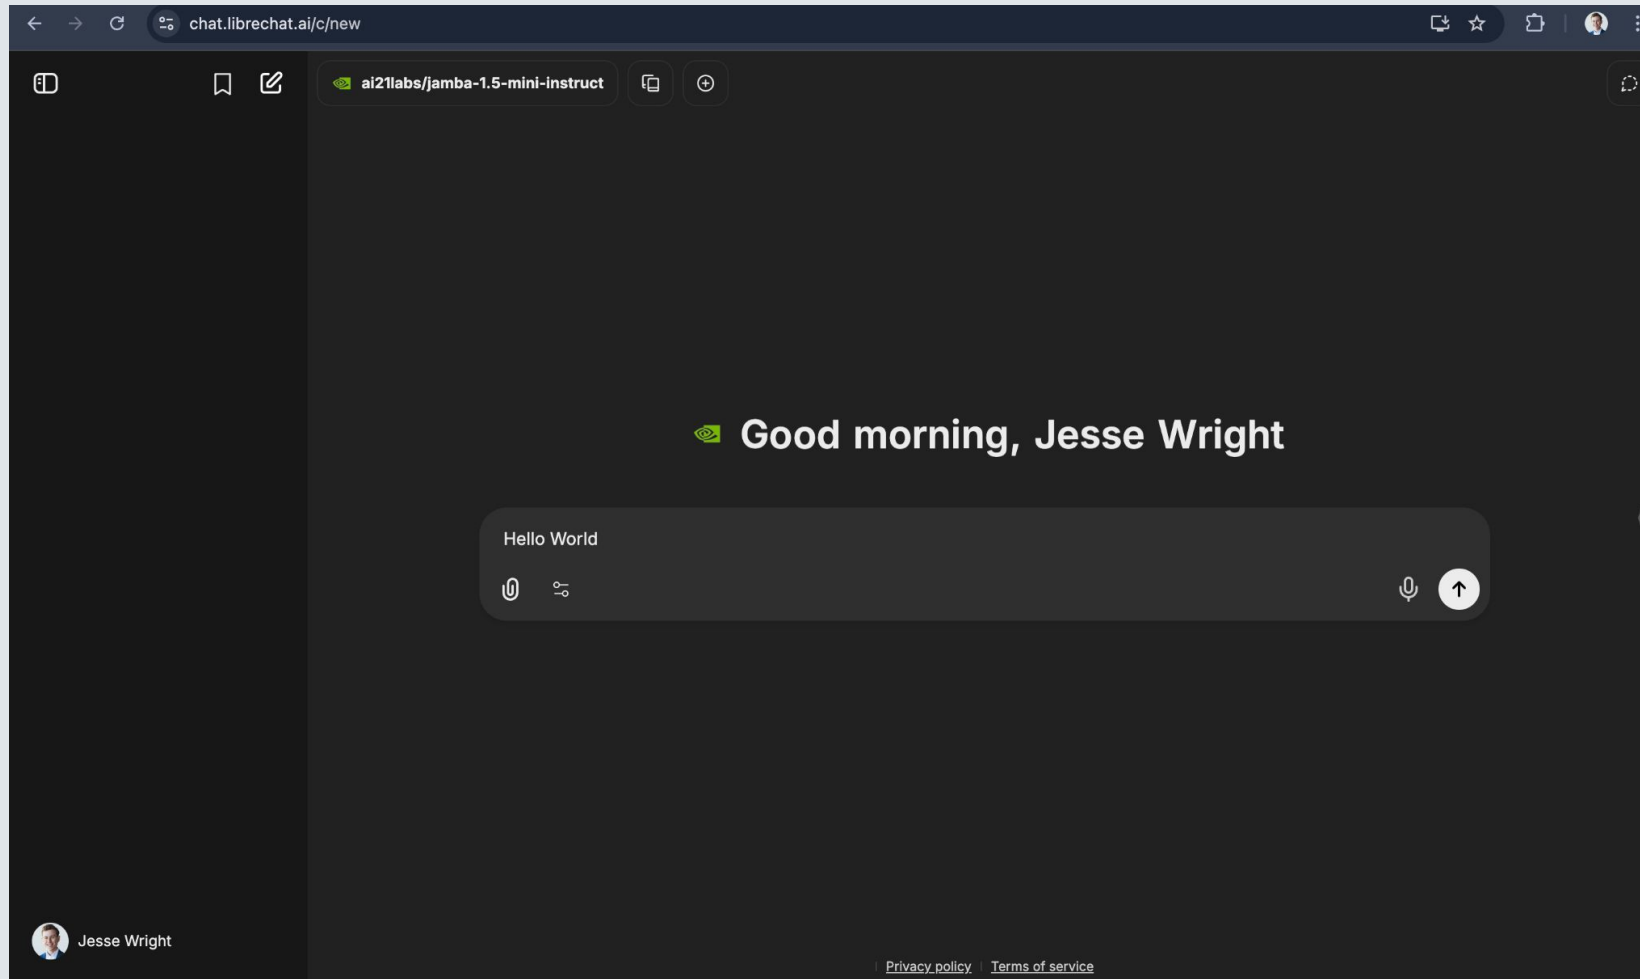 chat.librechat.ai/c/new
ai21labs/jamba-1.5-mini-instruct
Good morning, Jesse Wright
Hello World
Jesse Wright
Privacy policy
Terms of service